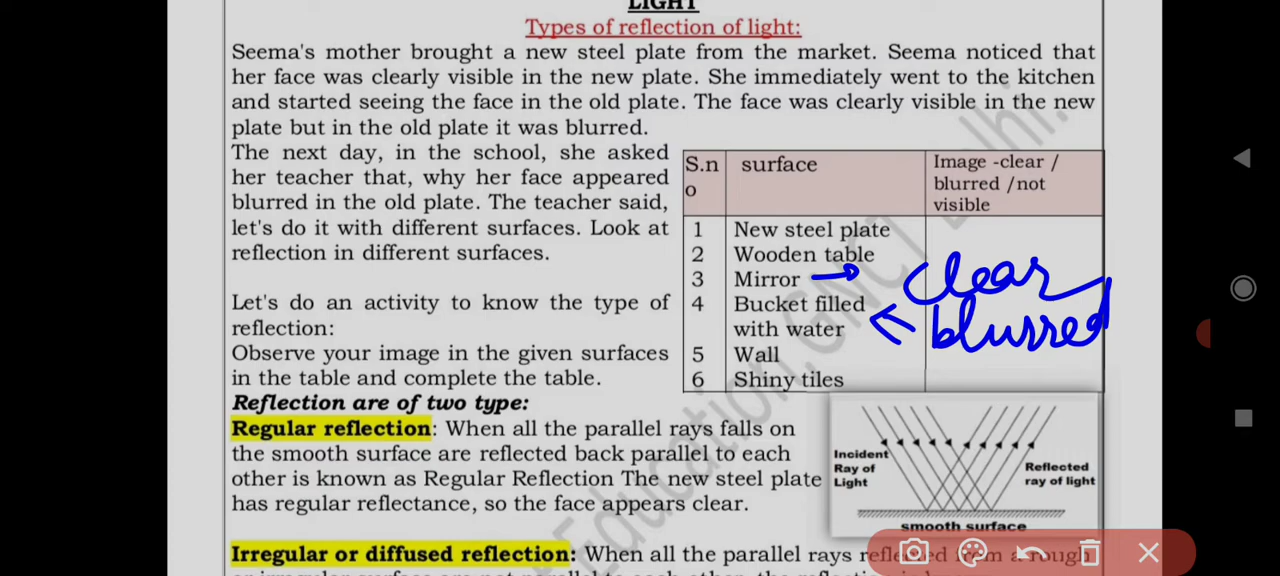 LIGHT
Types of reflection of light:
Seema's mother brought a new steel plate from the market. Seema noticed that
her face was clearly visible in the new plate. She immediately went to the kitchen
and started seeing the face in the old plate. The face was clearly visible in the new
plate but in the old plate it was blurred.
The next day, in the school, she asked
her teacher that, why her face appeared
blurred in the old plate. The teacher said,
let's do it with different surfaces. Look at
reflection in different surfaces.
Let's do an activity to know the type of
reflection:
Observe your image in the given surfaces
in the table and complete the table.
S.n
o
surface
Image -clear /
blurred /not
visible
1 New steel plate
2 Wooden table
3 Mirror → clear
4 Bucket filled
with water ← blurred
5 Wall
6 Shiny tiles
Reflection are of two type:
Regular reflection: When all the parallel rays falls on
the smooth surface are reflected back parallel to each
other is known as Regular Reflection The new steel plate
has regular reflectance, so the face appears clear.
Incident
Ray of
Light
Reflected
ray of light
smooth surface
Irregular or diffused reflection: When all the parallel rays reflected from a rough
Education, GNCT Delhi.